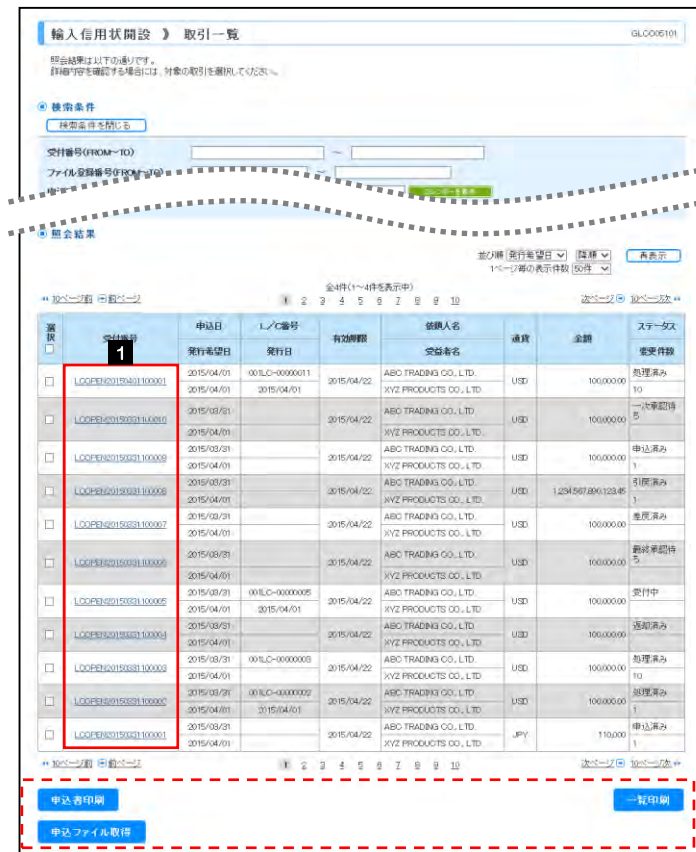 輸入信用状開設 》 取引一覧
GLCO05101
照会結果は以下の通りです。
詳細内容を確認する場合には、対象の取引を選択してください。
検索条件
検索条件を閉じる
受付番号(FROM～TO) ～
ファイル登録番号(FROM～TO) ～
照会結果
並び順 発行希望日 降順 再表示
1ページ毎の表示件数 50件
全4件(1～4件を表示中)
10ページ前 前ページ 1 2 3 4 5 6 7 8 9 10 次ページ 10ページ次
選択 受付番号 申込日 L/C番号 有効期限 依頼人名 通貨 金額 ステータス
発行希望日 発行日 受益者名 変更件数
1
LCOPEN20150401100001 2015/04/01 001LC-00000011 2015/04/22 ABC TRADING CO., LTD. USD 100,000.00 処理済み
2015/04/01 2015/04/01 XYZ PRODUCTS CO., LTD. 10
LCOPEN20150331100010 2015/03/31 2015/04/22 ABC TRADING CO., LTD. USD 100,000.00 一次承認待ち
2015/04/01 XYZ PRODUCTS CO., LTD.
LCOPEN20150331100009 2015/03/31 2015/04/22 ABC TRADING CO., LTD. USD 100,000.00 申込済み
2015/04/01 XYZ PRODUCTS CO., LTD. 1
LCOPEN20150331100008 2015/03/31 2015/04/22 ABC TRADING CO., LTD. USD 1,234,567,890,123.45 引戻済み
2015/04/01 XYZ PRODUCTS CO., LTD. 1
LCOPEN20150331100007 2015/03/31 2015/04/22 ABC TRADING CO., LTD. USD 100,000.00 差戻済み
2015/04/01 XYZ PRODUCTS CO., LTD.
LCOPEN20150331100006 2015/03/31 2015/04/22 ABC TRADING CO., LTD. USD 100,000.00 最終承認待ち
2015/04/01 XYZ PRODUCTS CO., LTD.
LCOPEN20150331100005 2015/03/31 001LC-00000005 2015/04/22 ABC TRADING CO., LTD. USD 100,000.00 受付中
2015/04/01 2015/04/01 XYZ PRODUCTS CO., LTD.
LCOPEN20150331100004 2015/03/31 2015/04/22 ABC TRADING CO., LTD. USD 100,000.00 返却済み
2015/04/01 XYZ PRODUCTS CO., LTD.
LCOPEN20150331100003 2015/03/31 001LC-00000003 2015/04/22 ABC TRADING CO., LTD. USD 100,000.00 処理済み
2015/04/01 XYZ PRODUCTS CO., LTD. 10
2015/03/31 001LC-00000002 2015/04/22 ABC TRADING CO., LTD. USD 100,000.00 処理済み
2015/04/01 2015/04/01 XYZ PRODUCTS CO., LTD. 1
LCOPEN20150331100001 2015/03/31 2015/04/22 ABC TRADING CO., LTD. JPY 110,000 申込済み
2015/04/01 XYZ PRODUCTS CO., LTD. 1
10ページ前 前ページ 1 2 3 4 5 6 7 8 9 10 次ページ 10ページ次
申込書印刷 一覧印刷
申込ファイル取得